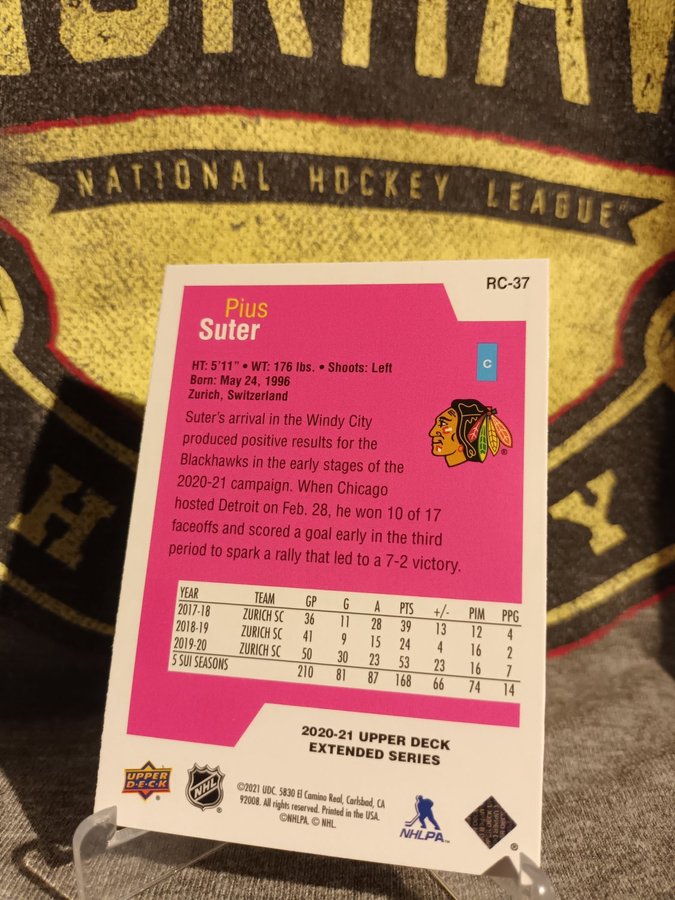 NATIONAL HOCKEY LEAGUE
RC-37
Pius
Suter
C
HT: 5'11" • WT: 176 lbs. • Shoots: Left
Born: May 24, 1996
Zurich, Switzerland
Suter's arrival in the Windy City
produced positive results for the
Blackhawks in the early stages of the
2020-21 campaign. When Chicago
hosted Detroit on Feb. 28, he won 10 of 17
faceoffs and scored a goal early in the third
period to spark a rally that led to a 7-2 victory.
YEAR TEAM GP G A PTS +/- PIM PPG
2017-18 ZURICH SC 36 11 28 39 13 12 4
2018-19 ZURICH SC 41 9 15 24 4 16 2
2019-20 ZURICH SC 50 30 23 53 23 16 7
5 SUI SEASONS 210 81 87 168 66 74 14
2020-21 UPPER DECK
EXTENDED SERIES
UPPER
DECK
NHL
©2021 UDC. 5830 El Camino Real, Carlsbad, CA
92008. All rights reserved. Printed in the USA.
©NHLPA. © NHL.
NHLPA
H
Y